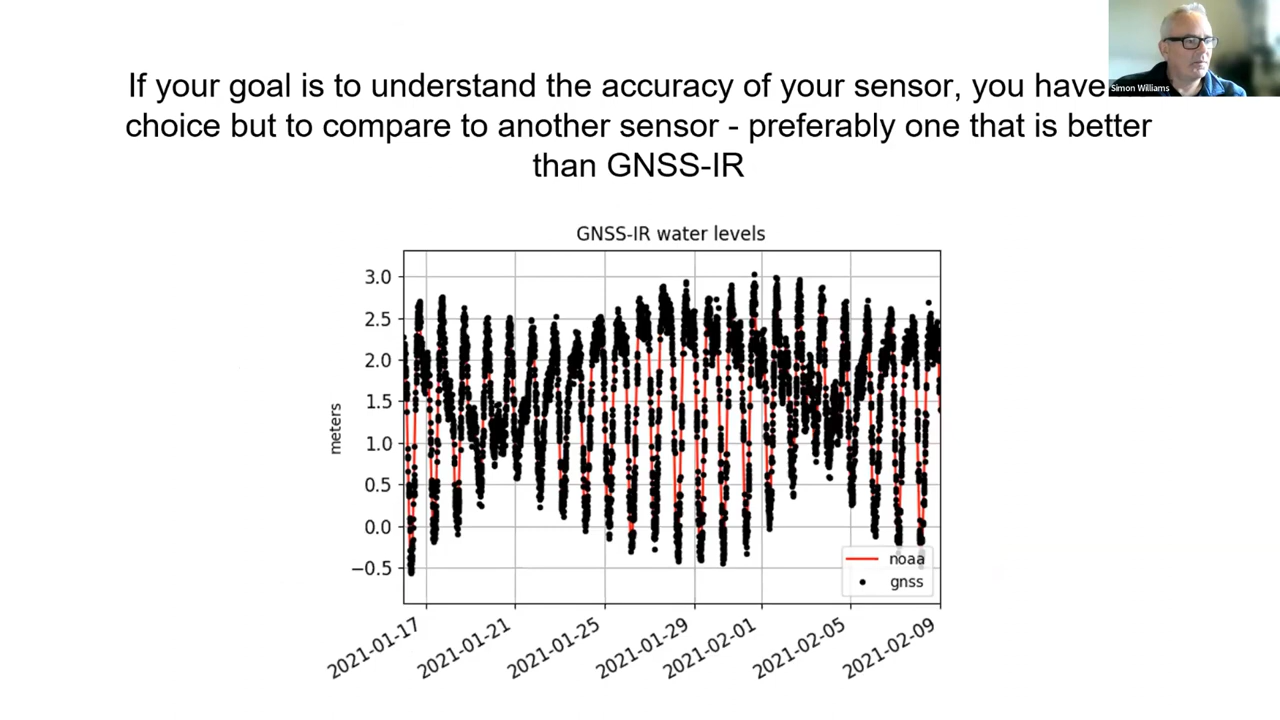 If your goal is to understand the accuracy of your sensor, you have
choice but to compare to another sensor - preferably one that is better
than GNSS-IR
Simon Williams
GNSS-IR water levels
meters
3.0
2.5
2.0
1.5
1.0
0.5
0.0
−0.5
noaa
gnss
2021-01-17
2021-01-21
2021-01-25
2021-01-29
2021-02-01
2021-02-05
2021-02-09